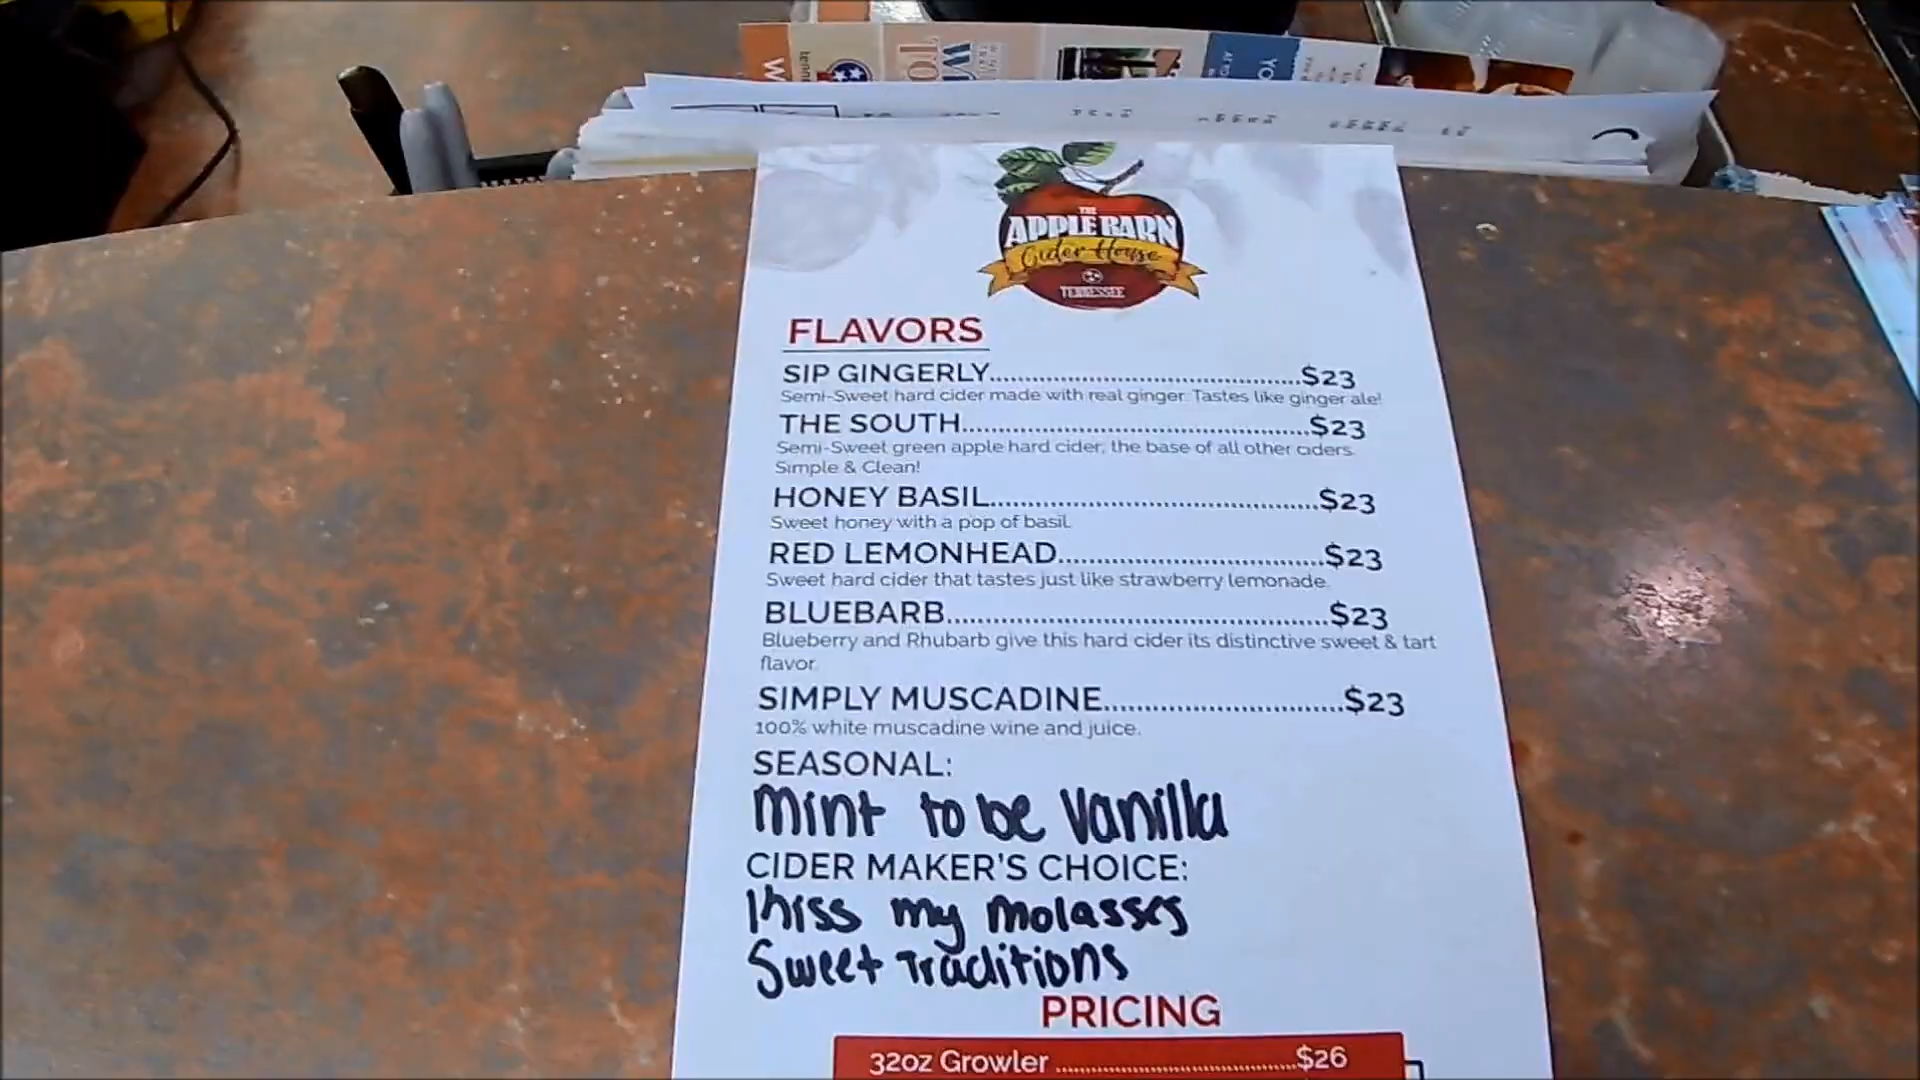 THE
APPLE BARN
Cider House
TENNESSEE
FLAVORS
SIP GINGERLY..........................................$23
Semi-Sweet hard cider made with real ginger. Tastes like ginger ale!
THE SOUTH..............................................$23
Semi-Sweet green apple hard cider, the base of all other ciders.
Simple & Clean!
HONEY BASIL...........................................$23
Sweet honey with a pop of basil.
RED LEMONHEAD...................................$23
Sweet hard cider that tastes just like strawberry lemonade.
BLUEBARB..................................................$23
Blueberry and Rhubarb give this hard cider its distinctive sweet & tart
flavor.
SIMPLY MUSCADINE...............................$23
100% white muscadine wine and juice.
SEASONAL:
Mint to be Vanilla
CIDER MAKER'S CHOICE:
Kiss my Molasses
Sweet Traditions
PRICING
32oz Growler........................................$26